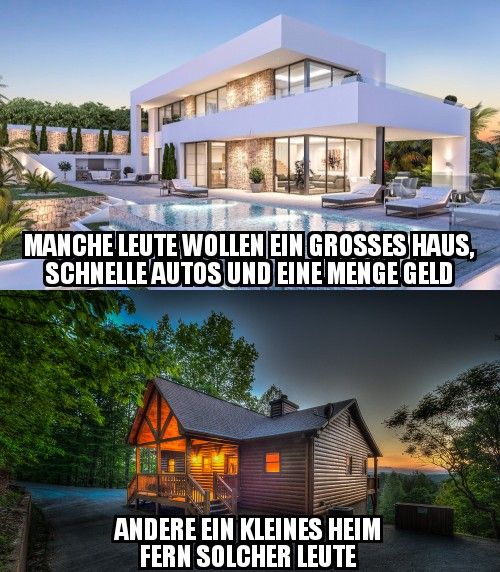 MANCHE LEUTE WOLLEN EIN GROSSES HAUS,
SCHNELLE AUTOS UND EINE MENGE GELD
ANDERE EIN KLEINES HEIM
FERN SOLCHER LEUTE